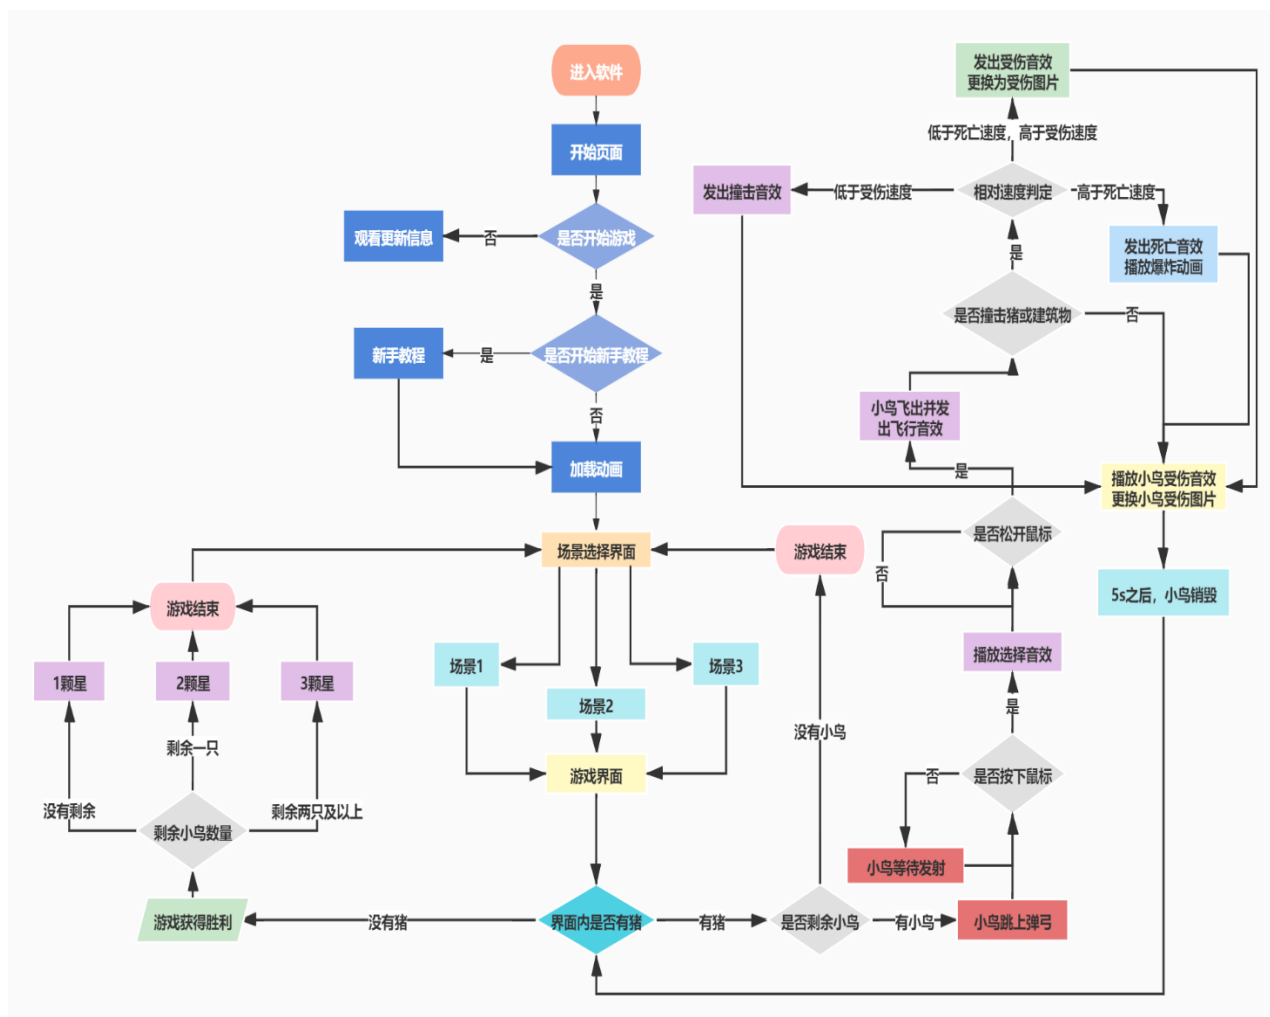 进入软件
开始页面
是否开始游戏
否
观看更新信息
是
是否开始新手教程
是
新手教程
否
加载动画
场景选择界面
场景1
场景2
场景3
游戏界面
界面内是否有猪
没有猪
游戏获得胜利
剩余小鸟数量
没有剩余
剩余一只
剩余两只及以上
1颗星
2颗星
3颗星
游戏结束
有猪
是否剩余小鸟
没有小鸟
游戏结束
有小鸟
小鸟跳上弹弓
小鸟等待发射
否
是否按下鼠标
是
播放选择音效
否
是否松开鼠标
是
小鸟飞出并发
出飞行音效
是否撞击猪或建筑物
否
是
相对速度判定
低于受伤速度
发出撞击音效
低于死亡速度，高于受伤速度
发出受伤音效
更换为受伤图片
高于死亡速度
发出死亡音效
播放爆炸动画
播放小鸟受伤音效
更换小鸟受伤图片
5s之后，小鸟销毁